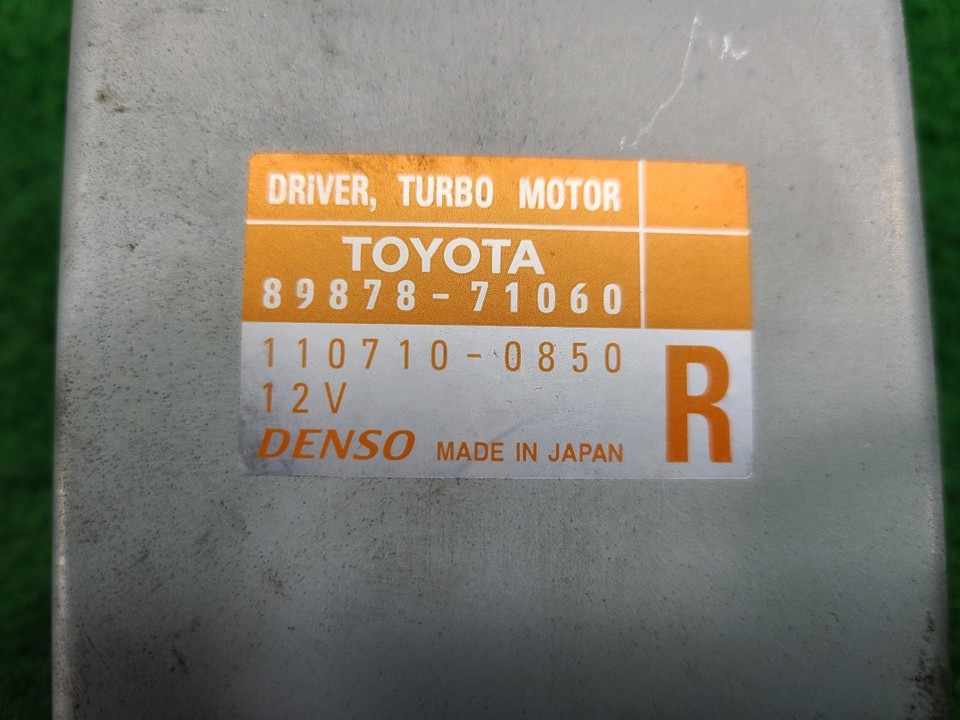 DRIVER, TURBO MOTOR
TOYOTA
89878-71060
110710-0850
12V
R
DENSO MADE IN JAPAN